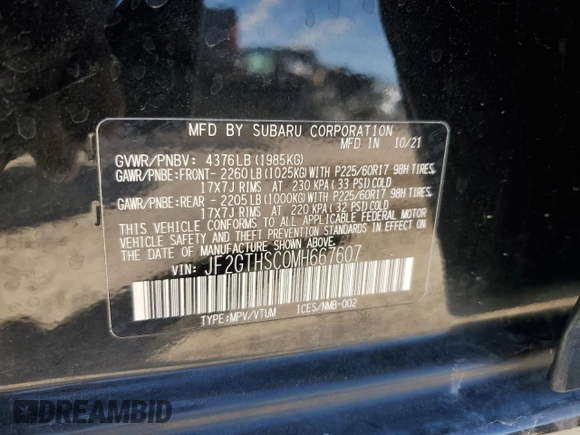 MFD BY SUBARU CORPORATION
MFD IN 10/21
GVWR/PNBV: 4376LB (1985KG)
GAWR/PNBE:FRONT- 2260LB (1025KG) WITH P225/60R17 98H TIRES,
17X7J RIMS AT 230 KPA (33 PSI) COLD
GAWR/PNBE:REAR - 2205LB (1000KG) WITH P225/60R17 98H TIRES,
17X7J RIMS AT 220 KPA (32 PSI) COLD
THIS VEHICLE CONFORMS TO ALL APPLICABLE FEDERAL MOTOR
VEHICLE SAFETY AND THEFT PREVENTION STANDARDS IN EFFECT ON
THE DATE OF MANUFACTURE SHOWN ABOVE.
VIN: JF2GTHSC0MH667607
TYPE:MPV/VTUM ICES/NMB-002
DREAMBID